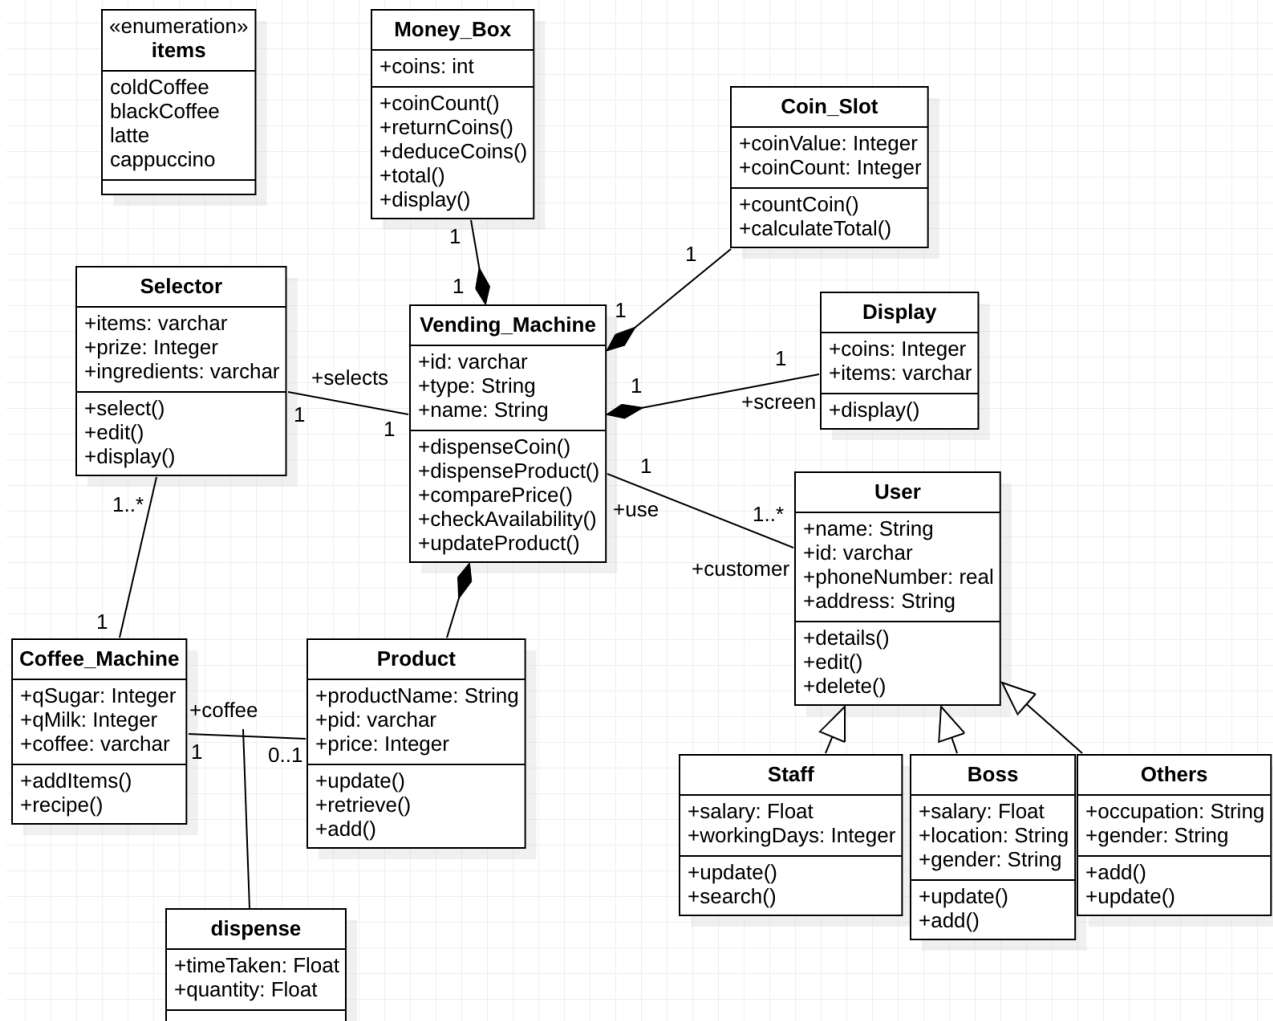 «enumeration»
items
coldCoffee
blackCoffee
latte
cappuccino
Money_Box
+coins: int
+coinCount()
+returnCoins()
+deduceCoins()
+total()
+display()
Coin_Slot
+coinValue: Integer
+coinCount: Integer
+countCoin()
+calculateTotal()
1
1
1
1
Selector
+items: varchar
+prize: Integer
+ingredients: varchar
+select()
+edit()
+display()
+selects
1
1
Vending_Machine
+id: varchar
+type: String
+name: String
+dispenseCoin()
+dispenseProduct()
+comparePrice()
+checkAvailability()
+updateProduct()
Display
+coins: Integer
+items: varchar
+display()
1
1
+screen
1
+use
1..*
+customer
User
+name: String
+id: varchar
+phoneNumber: real
+address: String
+details()
+edit()
+delete()
1..*
1
Coffee_Machine
+qSugar: Integer
+qMilk: Integer
+coffee: varchar
+addItems()
+recipe()
+coffee
1
0..1
Product
+productName: String
+pid: varchar
+price: Integer
+update()
+retrieve()
+add()
Staff
+salary: Float
+workingDays: Integer
+update()
+search()
Boss
+salary: Float
+location: String
+gender: String
+update()
+add()
Others
+occupation: String
+gender: String
+add()
+update()
dispense
+timeTaken: Float
+quantity: Float